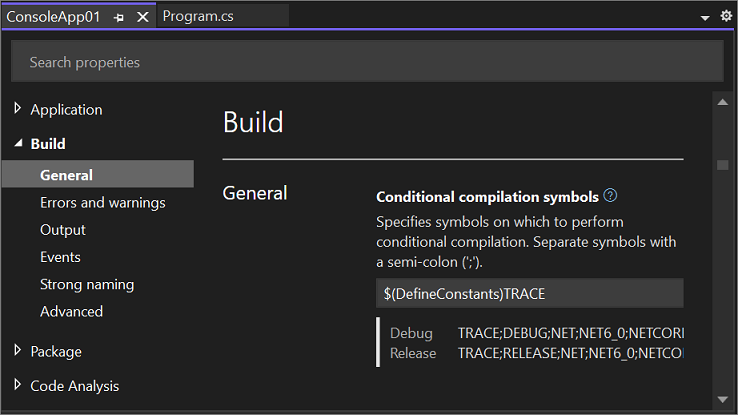 ConsoleApp01
Program.cs
Search properties
Application
Build
General
Errors and warnings
Output
Events
Strong naming
Advanced
Package
Code Analysis
Build
General
Conditional compilation symbols
Specifies symbols on which to perform
conditional compilation. Separate symbols with
a semi-colon (';').
$(DefineConstants)TRACE
Debug TRACE;DEBUG;NET;NET6_0;NETCORE
Release TRACE;RELEASE;NET;NET6_0;NETCO